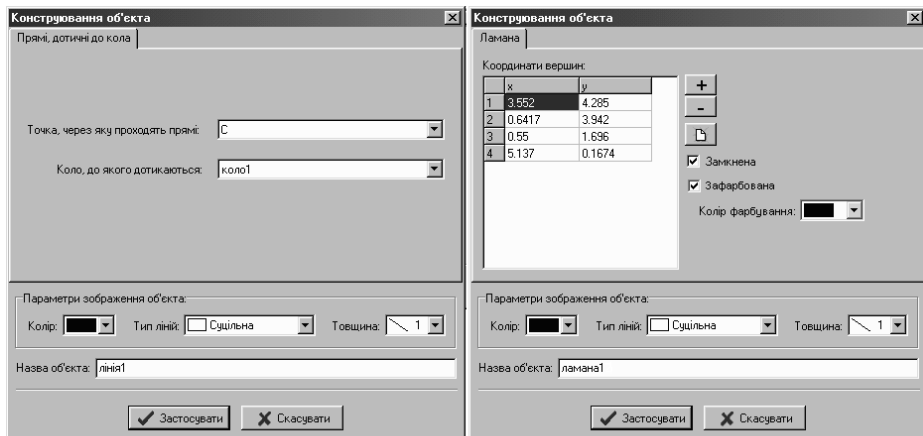 Конструювання об'єкта
Прямі, дотичні до кола
Точка, через яку проходять прямі: C
Коло, до якого дотикаються: коло1
Параметри зображення об'єкта:
Колір: Тип ліній: Суцільна Товщина: 1
Назва об'єкта: лінія1
Застосувати Скасувати
Конструювання об'єкта
Ламана
Координати вершин:
x y
1 3.552 4.285
2 0.6417 3.942
3 0.55 1.696
4 5.137 0.1674
+
-
Замкнена
Зафарбована
Колір фарбування:
Параметри зображення об'єкта:
Колір: Тип ліній: Суцільна Товщина: 1
Назва об'єкта: ламана1
Застосувати Скасувати